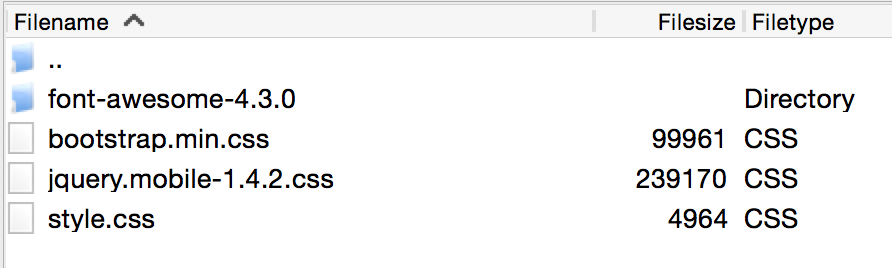 Filename Filesize Filetype
..
font-awesome-4.3.0 Directory
bootstrap.min.css 99961 CSS
jquery.mobile-1.4.2.css 239170 CSS
style.css 4964 CSS